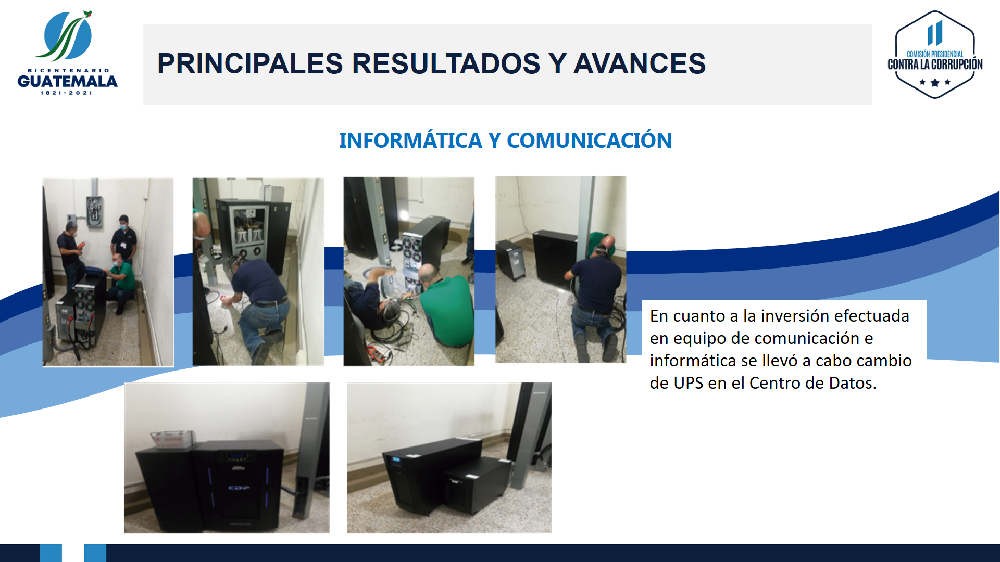 BICENTENARIO
GUATEMALA
1821-2021
PRINCIPALES RESULTADOS Y AVANCES
COMISIÓN PRESIDENCIAL
CONTRA LA CORRUPCIÓN
INFORMÁTICA Y COMUNICACIÓN
En cuanto a la inversión efectuada
en equipo de comunicación e
informática se llevó a cabo cambio
de UPS en el Centro de Datos.
CDP